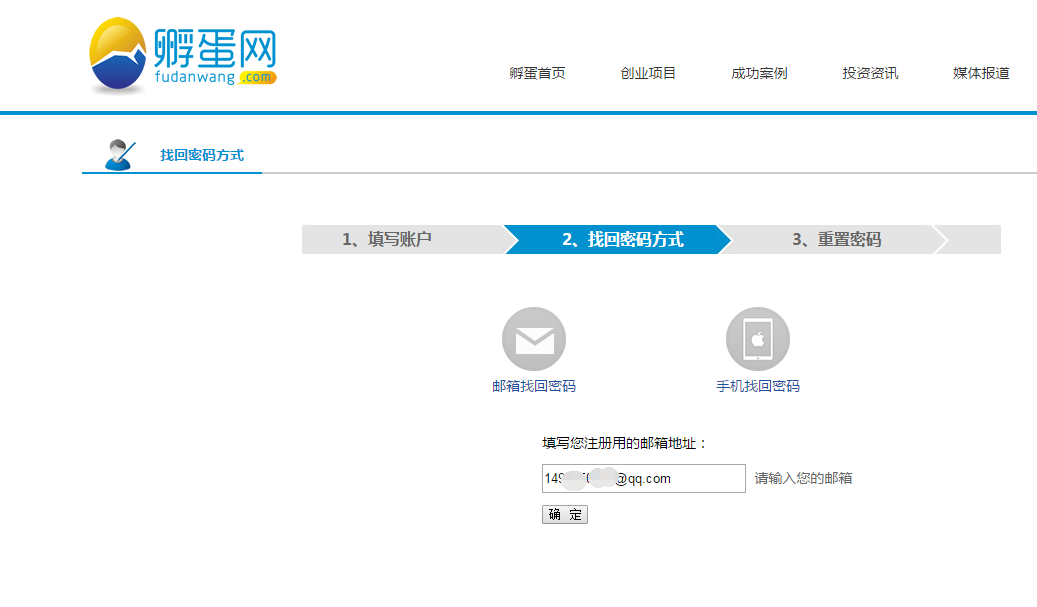 孵蛋网
fudanwang.com
孵蛋首页 创业项目 成功案例 投资资讯 媒体报道
找回密码方式
1、填写账户 2、找回密码方式 3、重置密码
邮箱找回密码 手机找回密码
填写您注册用的邮箱地址：
149 @qq.com 请输入您的邮箱
确 定